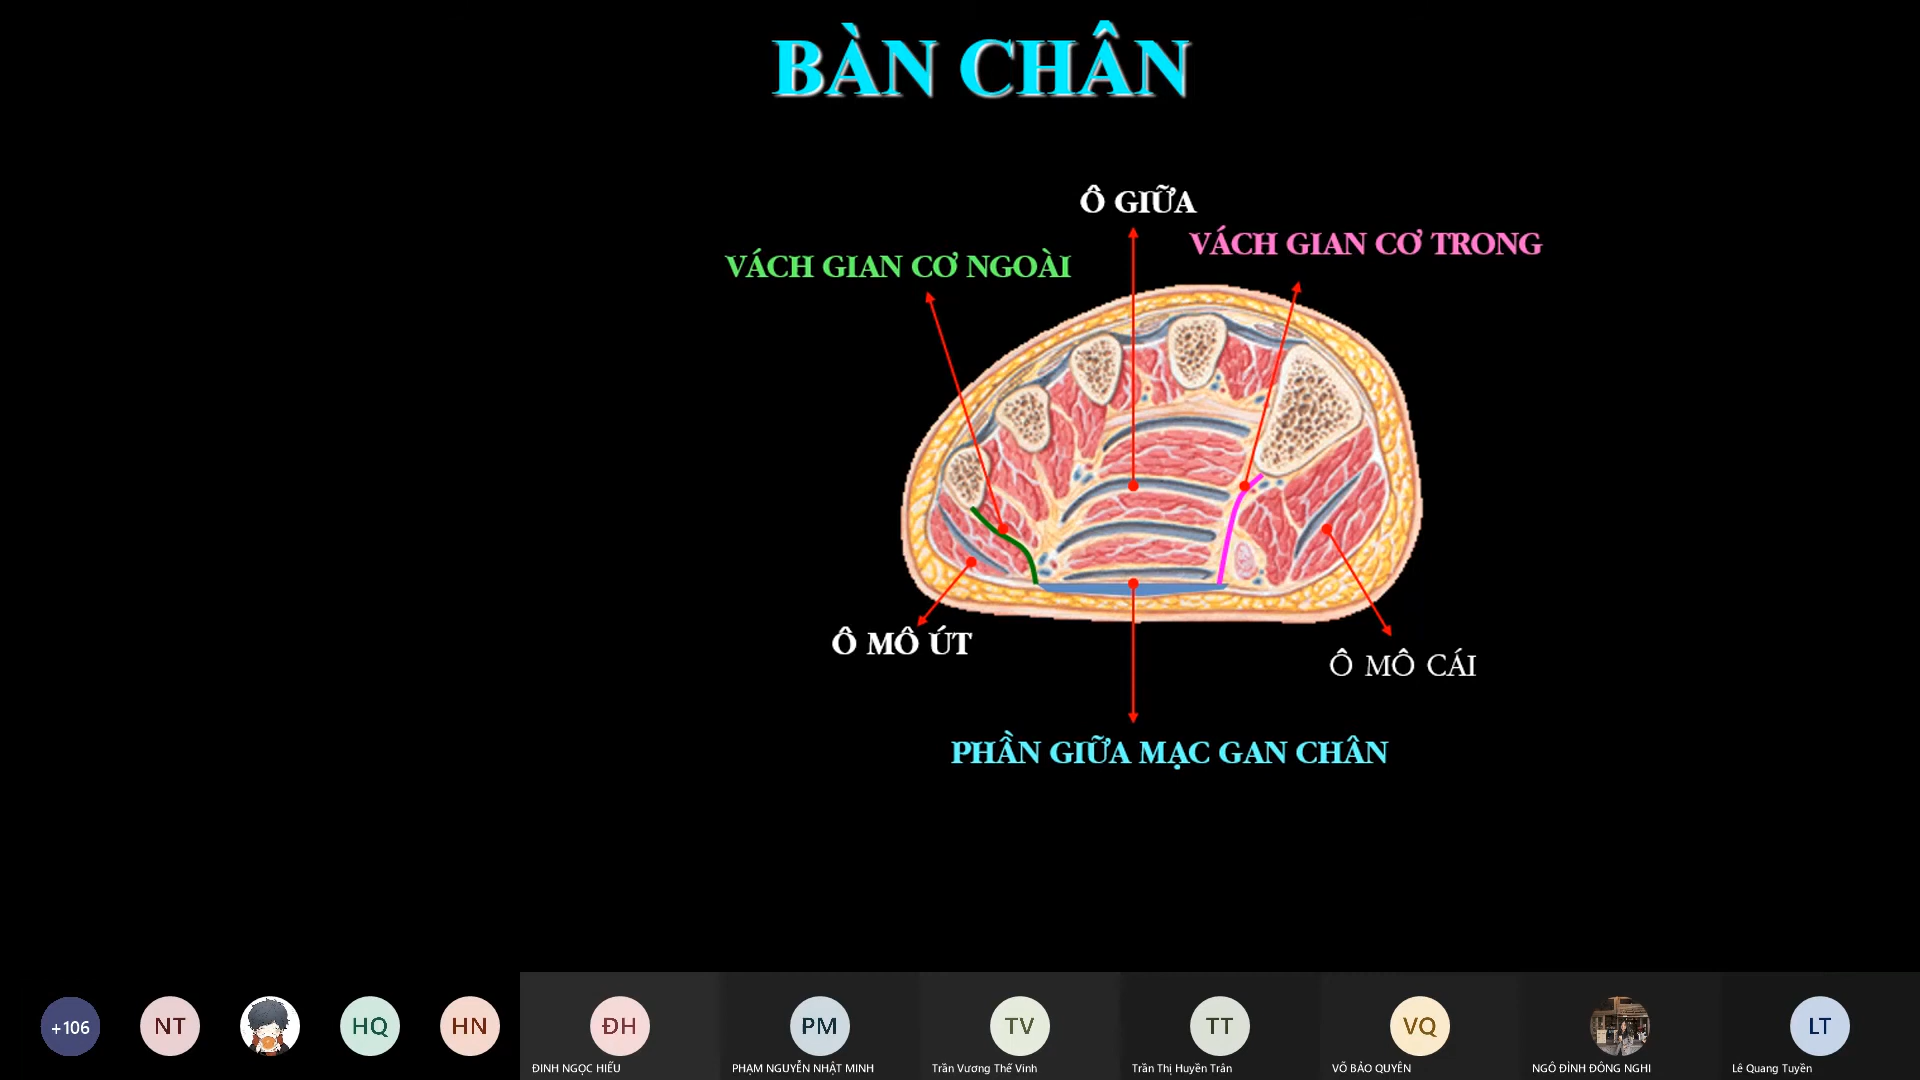 BÀN CHÂN
Ô GIỮA
VÁCH GIAN CƠ TRONG
VÁCH GIAN CƠ NGOÀI
Ô MÔ ÚT
Ô MÔ CÁI
PHẦN GIỮA MẠC GAN CHÂN
+106
NT
HQ
HN
ĐH
PM
TV
TT
VQ
LT
ĐINH NGỌC HIẾU
PHẠM NGUYỄN NHẬT MINH
Trần Vương Thế Vinh
Trần Thị Huyền Trân
VÕ BẢO QUYÊN
NGÔ ĐÌNH ĐÔNG NGHI
Lê Quang Tuyền